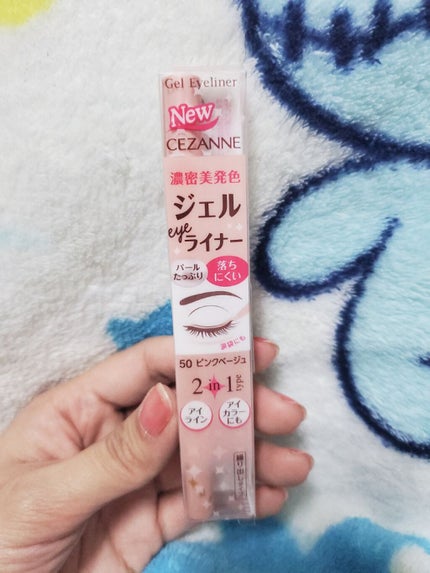 Gel Eyeliner
New
CEZANNE
濃密美発色
ジェル
eye
ライナー
パール
たっぷり
落ち
にくい
涙袋にも
50 ピンクベージュ
2 in 1 type
アイ
ライン
アイ
カラー
にも
繰り出しタイプ